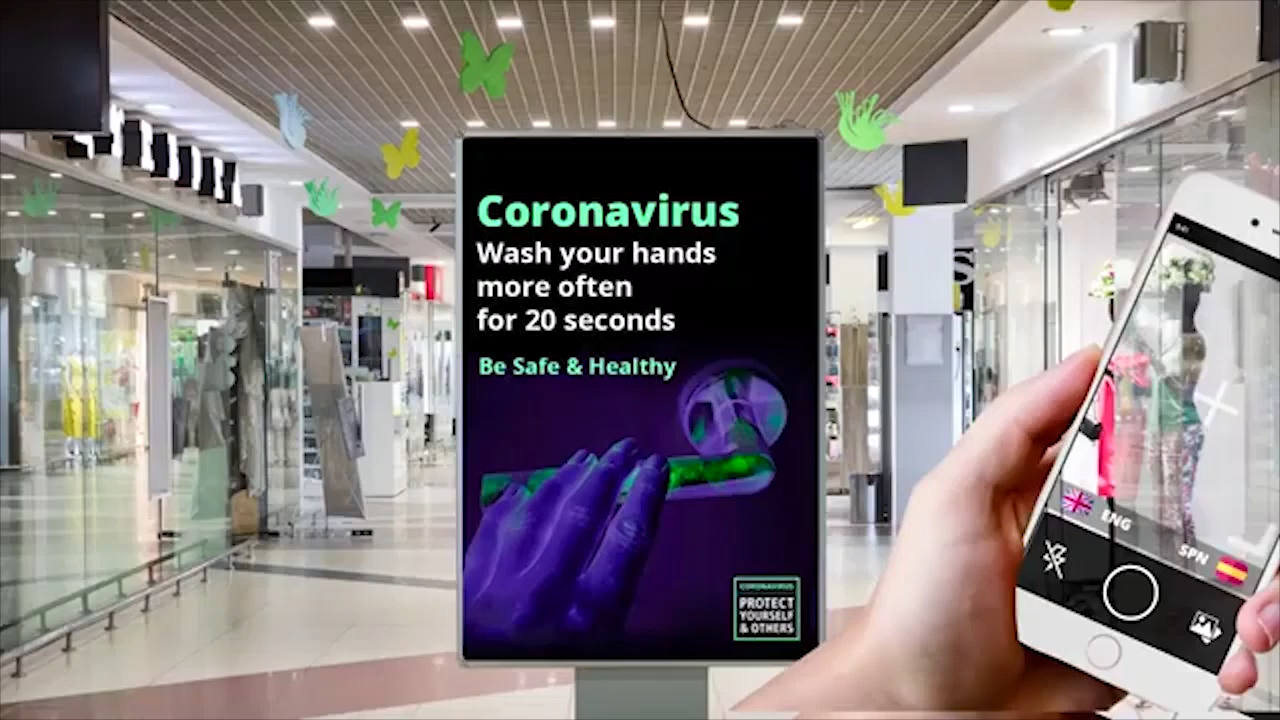 Coronavirus
Wash your hands
more often
for 20 seconds
Be Safe & Healthy
CORONAVIRUS
PROTECT
YOURSELF
& OTHERS
ENG
SPN